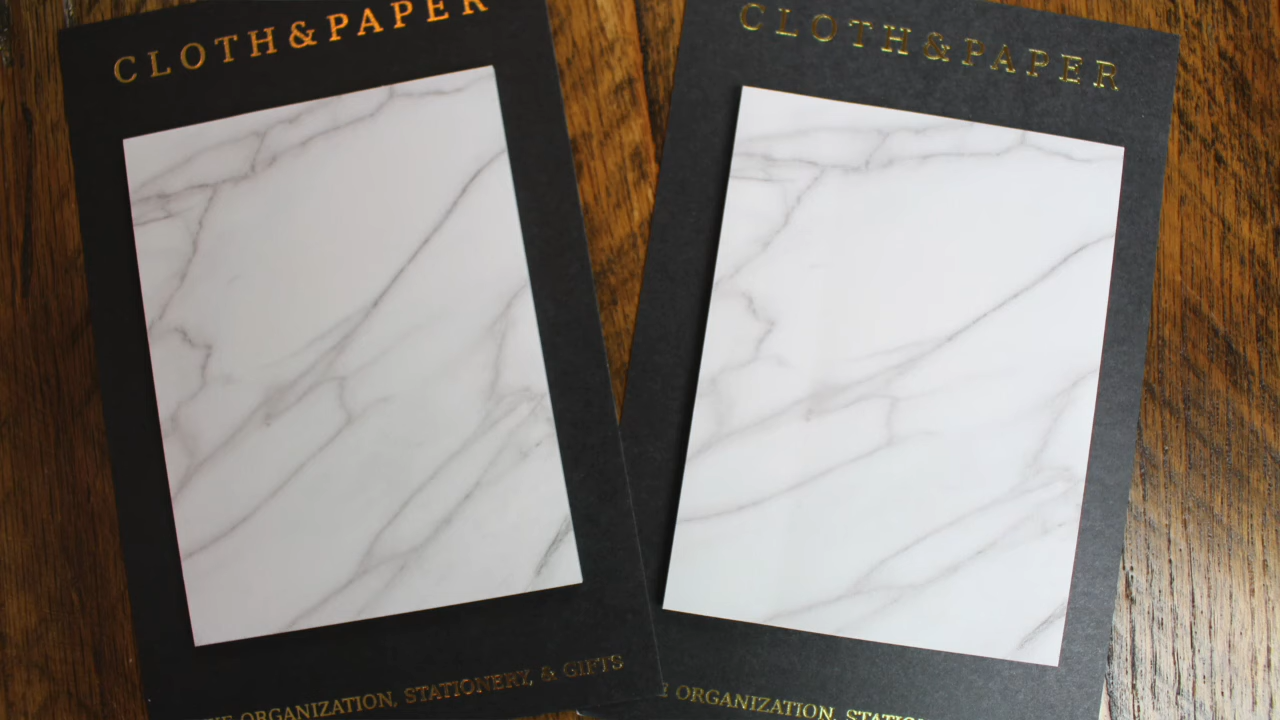 CLOTH&PAPER
ORGANIZATION, STATIONERY, & GIFTS
CLOTH&PAPER
ORGANIZATION,